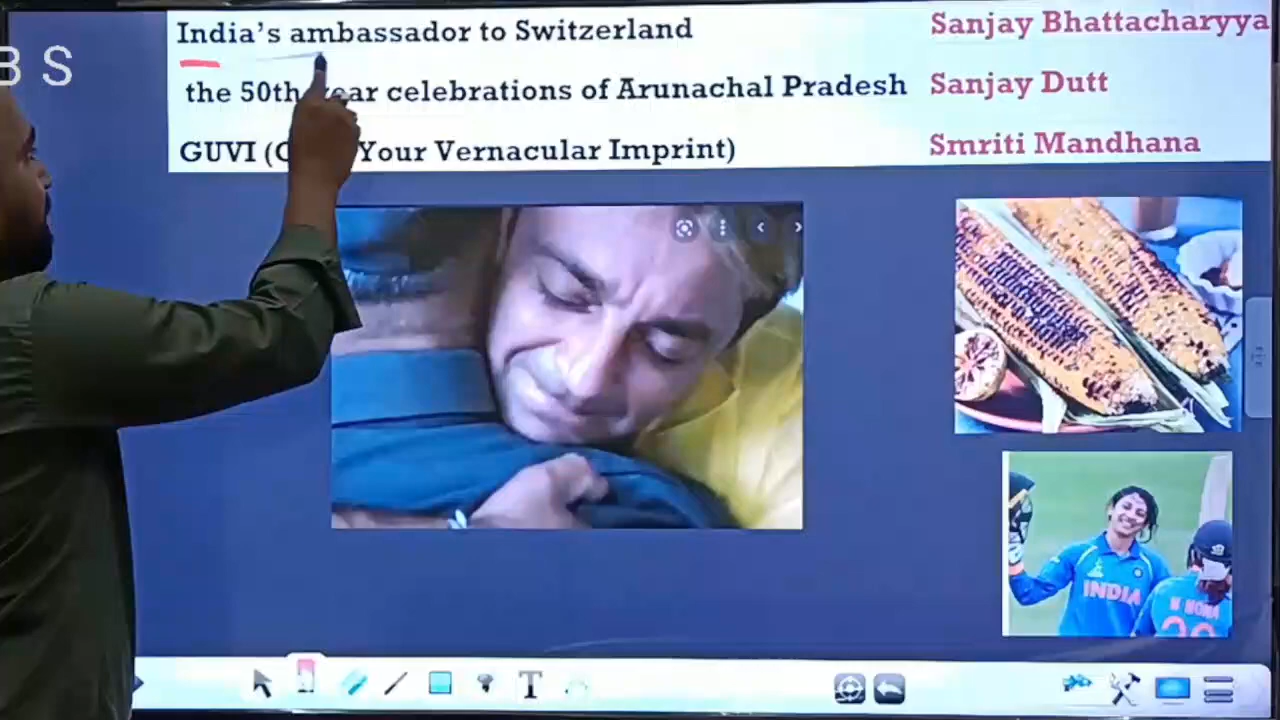 India's ambassador to Switzerland Sanjay Bhattacharyya
B S
the 50th celebrations of Arunachal Pradesh Sanjay Dutt
GUVI ( Your Vernacular Imprint) Smriti Mandhana
INDIA
T